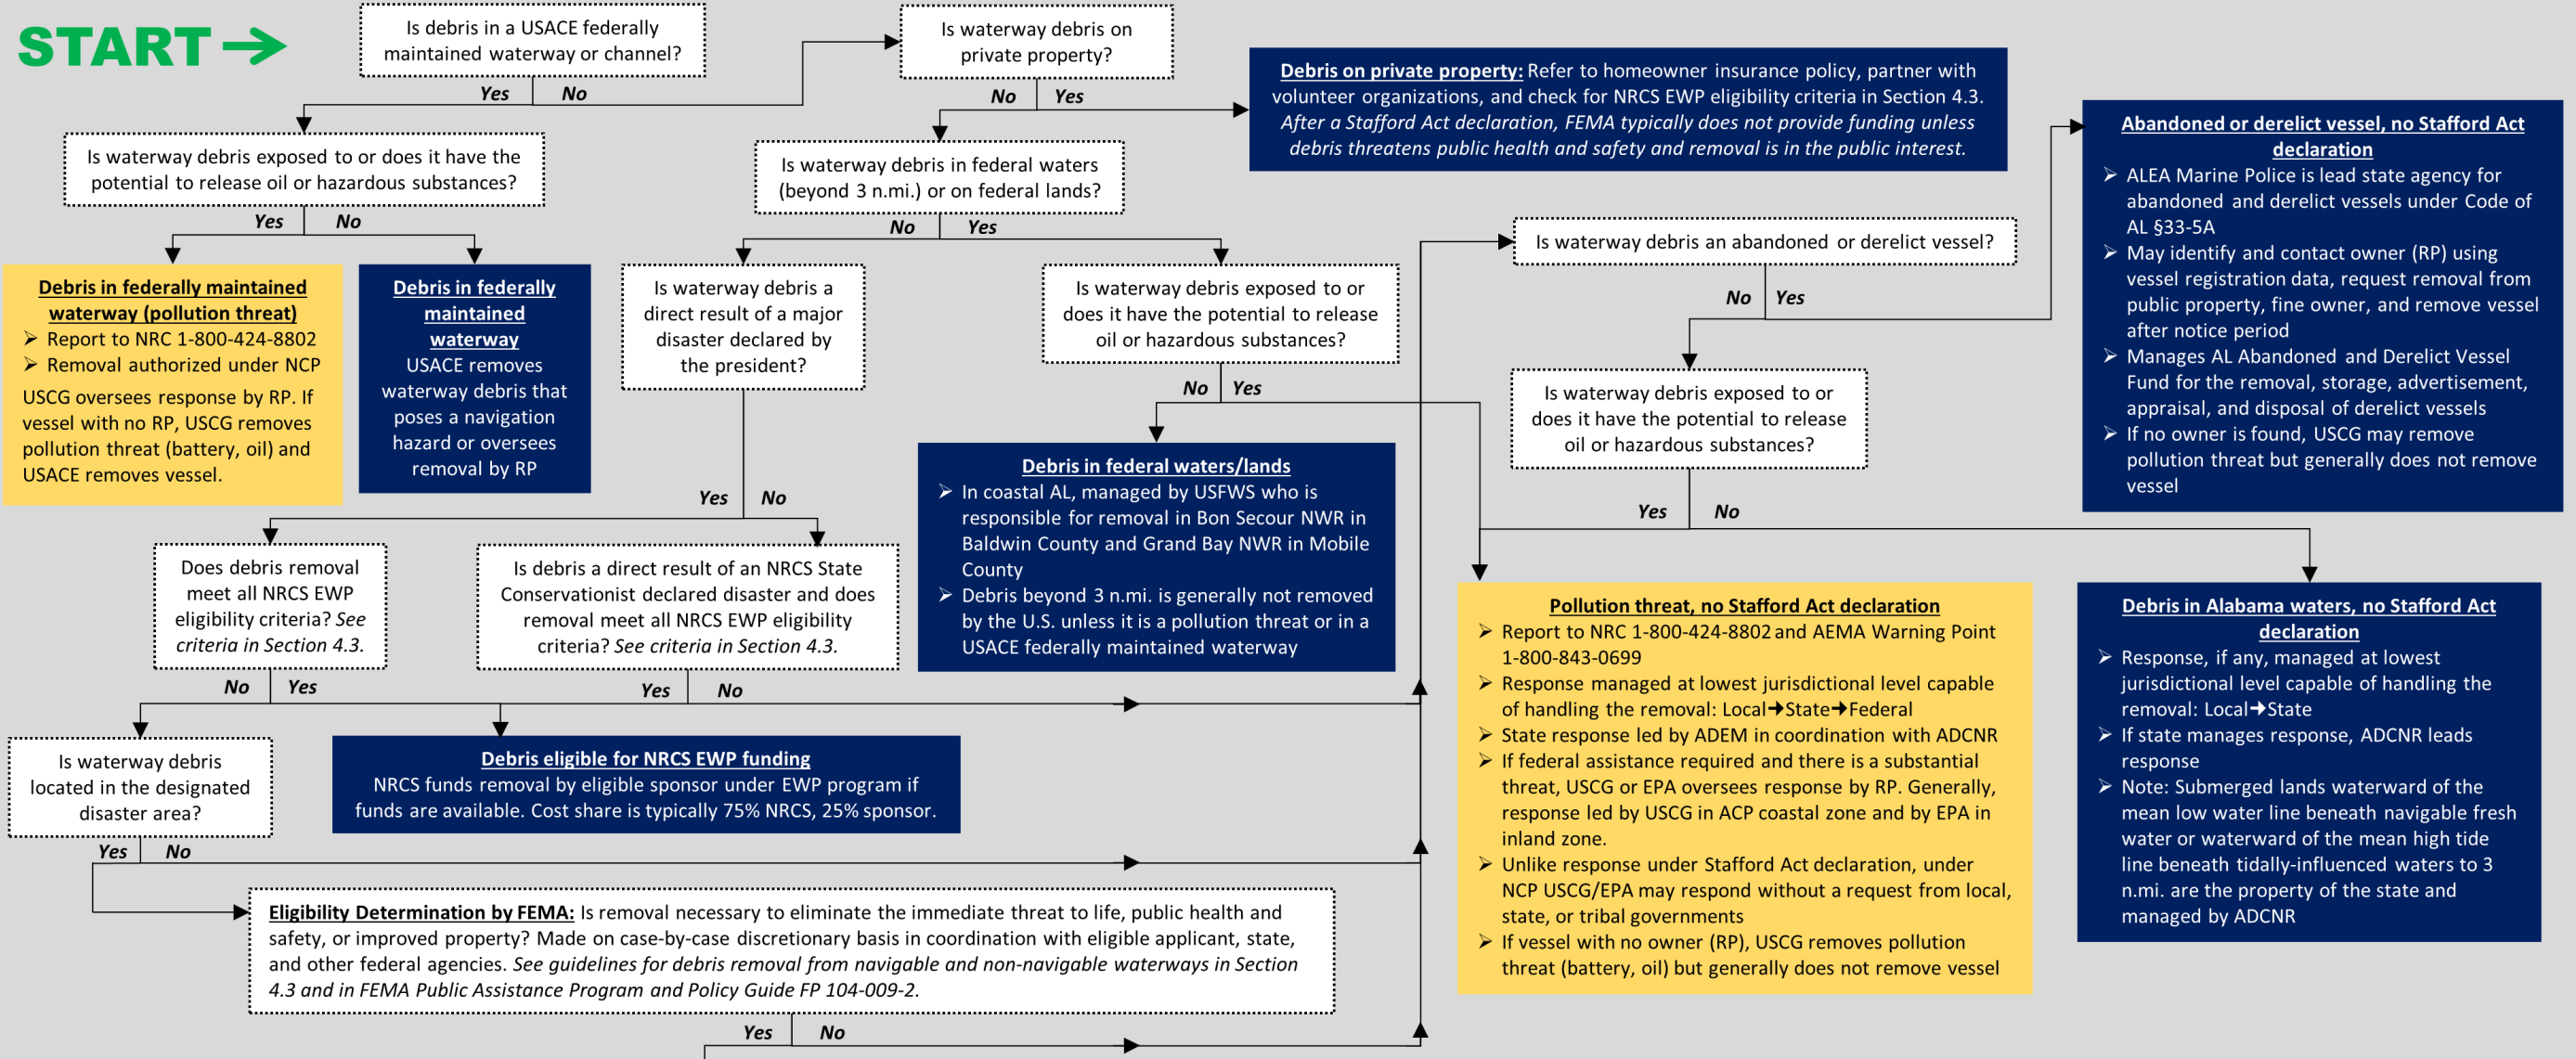 START
Is debris in a USACE federally
maintained waterway or channel?
Yes No
Is waterway debris on
private property?
No Yes
Debris on private property: Refer to homeowner insurance policy, partner with
volunteer organizations, and check for NRCS EWP eligibility criteria in Section 4.3.
After a Stafford Act declaration, FEMA typically does not provide funding unless
debris threatens public health and safety and removal is in the public interest.
Is waterway debris exposed to or does it have the
potential to release oil or hazardous substances?
Yes No
Debris in federally maintained
waterway (pollution threat)
➢ Report to NRC 1-800-424-8802
➢ Removal authorized under NCP
USCG oversees response by RP. If
vessel with no RP, USCG removes
pollution threat (battery, oil) and
USACE removes vessel.
Debris in federally
maintained
waterway
USACE removes
waterway debris that
poses a navigation
hazard or oversees
removal by RP
Is waterway debris in federal waters
(beyond 3 n.mi.) or on federal lands?
No Yes
Is waterway debris a
direct result of a major
disaster declared by
the president?
Yes No
Is waterway debris exposed to or
does it have the potential to release
oil or hazardous substances?
No Yes
Debris in federal waters/lands
➢ In coastal AL, managed by USFWS who is
responsible for removal in Bon Secour NWR in
Baldwin County and Grand Bay NWR in Mobile
County
➢ Debris beyond 3 n.mi. is generally not removed
by the U.S. unless it is a pollution threat or in a
USACE federally maintained waterway
Does debris removal
meet all NRCS EWP
eligibility criteria? See
criteria in Section 4.3.
No Yes
Is debris a direct result of an NRCS State
Conservationist declared disaster and does
removal meet all NRCS EWP eligibility
criteria? See criteria in Section 4.3.
Yes No
Is waterway debris
located in the designated
disaster area?
Yes No
Debris eligible for NRCS EWP funding
NRCS funds removal by eligible sponsor under EWP program if
funds are available. Cost share is typically 75% NRCS, 25% sponsor.
Eligibility Determination by FEMA: Is removal necessary to eliminate the immediate threat to life, public health and
safety, or improved property? Made on case-by-case discretionary basis in coordination with eligible applicant, state,
and other federal agencies. See guidelines for debris removal from navigable and non-navigable waterways in Section
4.3 and in FEMA Public Assistance Program and Policy Guide FP 104-009-2.
Yes No
Is waterway debris an abandoned or derelict vessel?
No Yes
Abandoned or derelict vessel, no Stafford Act
declaration
➢ ALEA Marine Police is lead state agency for
abandoned and derelict vessels under Code of
AL §33-5A
➢ May identify and contact owner (RP) using
vessel registration data, request removal from
public property, fine owner, and remove vessel
after notice period
➢ Manages AL Abandoned and Derelict Vessel
Fund for the removal, storage, advertisement,
appraisal, and disposal of derelict vessels
➢ If no owner is found, USCG may remove
pollution threat but generally does not remove
vessel
Is waterway debris exposed to or
does it have the potential to release
oil or hazardous substances?
Yes No
Pollution threat, no Stafford Act declaration
➢ Report to NRC 1-800-424-8802 and AEMA Warning Point
1-800-843-0699
➢ Response managed at lowest jurisdictional level capable
of handling the removal: Local→State→Federal
➢ State response led by ADEM in coordination with ADCNR
➢ If federal assistance required and there is a substantial
threat, USCG or EPA oversees response by RP. Generally,
response led by USCG in ACP coastal zone and by EPA in
inland zone.
➢ Unlike response under Stafford Act declaration, under
NCP USCG/EPA may respond without a request from local,
state, or tribal governments
➢ If vessel with no owner (RP), USCG removes pollution
threat (battery, oil) but generally does not remove vessel
Debris in Alabama waters, no Stafford Act
declaration
➢ Response, if any, managed at lowest
jurisdictional level capable of handling the
removal: Local→State
➢ If state manages response, ADCNR leads
response
➢ Note: Submerged lands waterward of the
mean low water line beneath navigable fresh
water or waterward of the mean high tide
line beneath tidally-influenced waters to 3
n.mi. are the property of the state and
managed by ADCNR